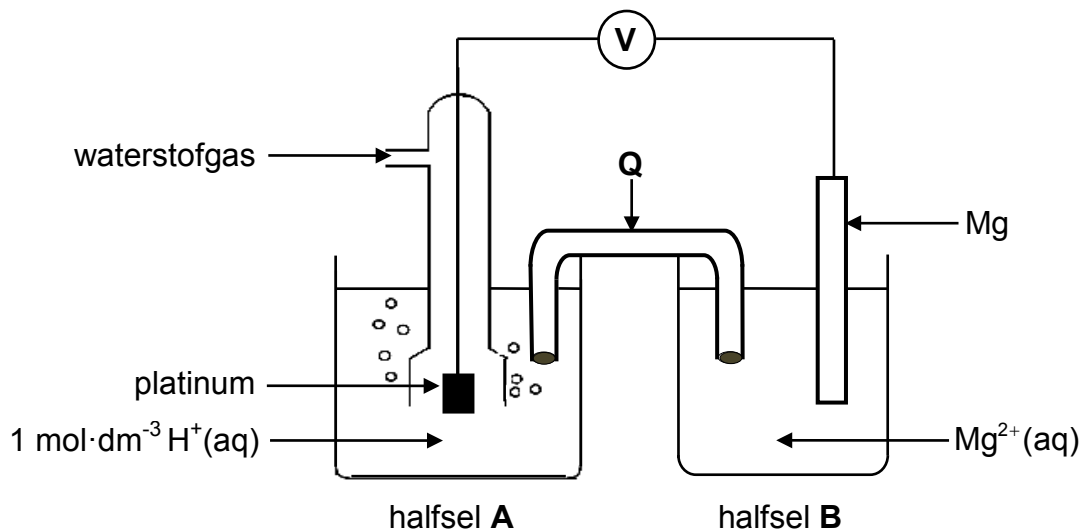 V
waterstofgas
Q
Mg
platinum
1 mol·dm⁻³ H⁺(aq)
Mg²⁺(aq)
halfsel A
halfsel B